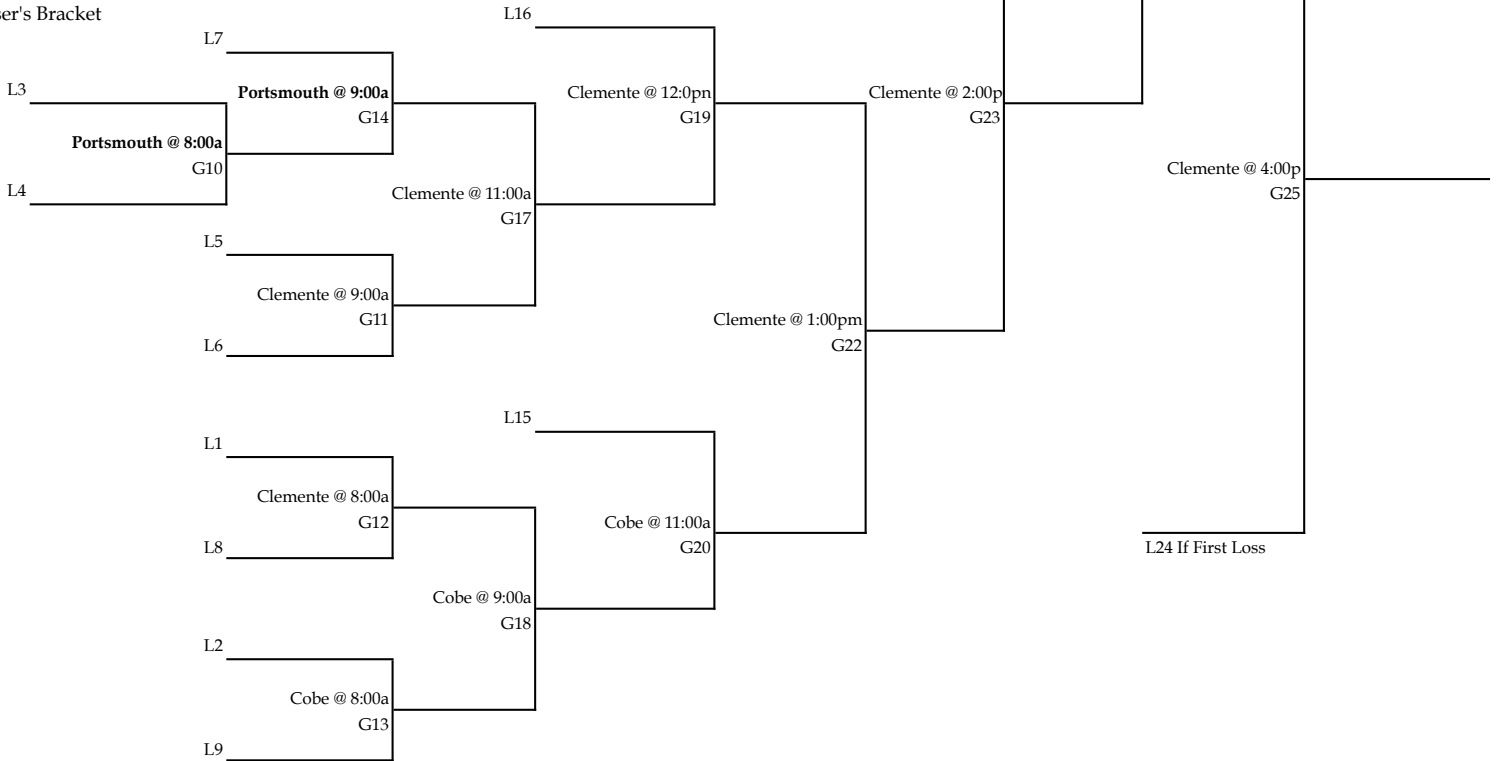 er's Bracket
L16
L7
L3
Portsmouth @ 9:00a
G14
Clemente @ 12:0pn
G19
Clemente @ 2:00p
G23
Portsmouth @ 8:00a
G10
Clemente @ 4:00p
G25
L4
Clemente @ 11:00a
G17
L5
Clemente @ 9:00a
G11
Clemente @ 1:00pm
G22
L6
L15
L1
Clemente @ 8:00a
G12
Cobe @ 11:00a
G20
L8
L24 If First Loss
Cobe @ 9:00a
G18
L2
Cobe @ 8:00a
G13
L9